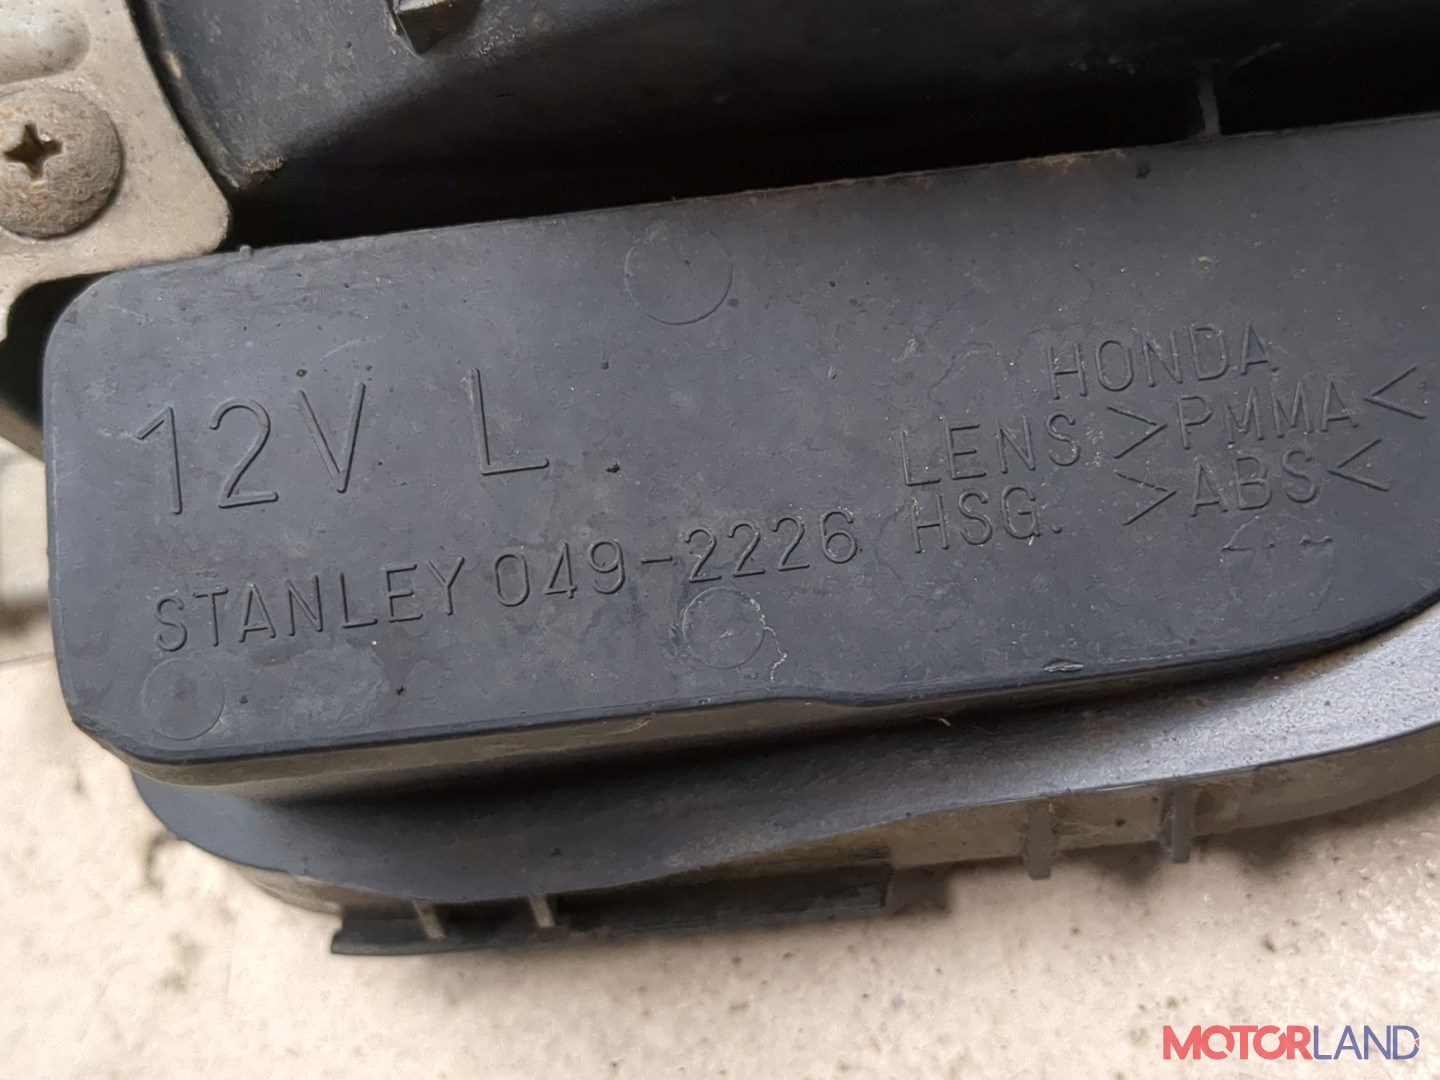 12V L
STANLEY 049-2226
HONDA
LENS >PMMA<
HSG. >ABS<
MOTORLAND